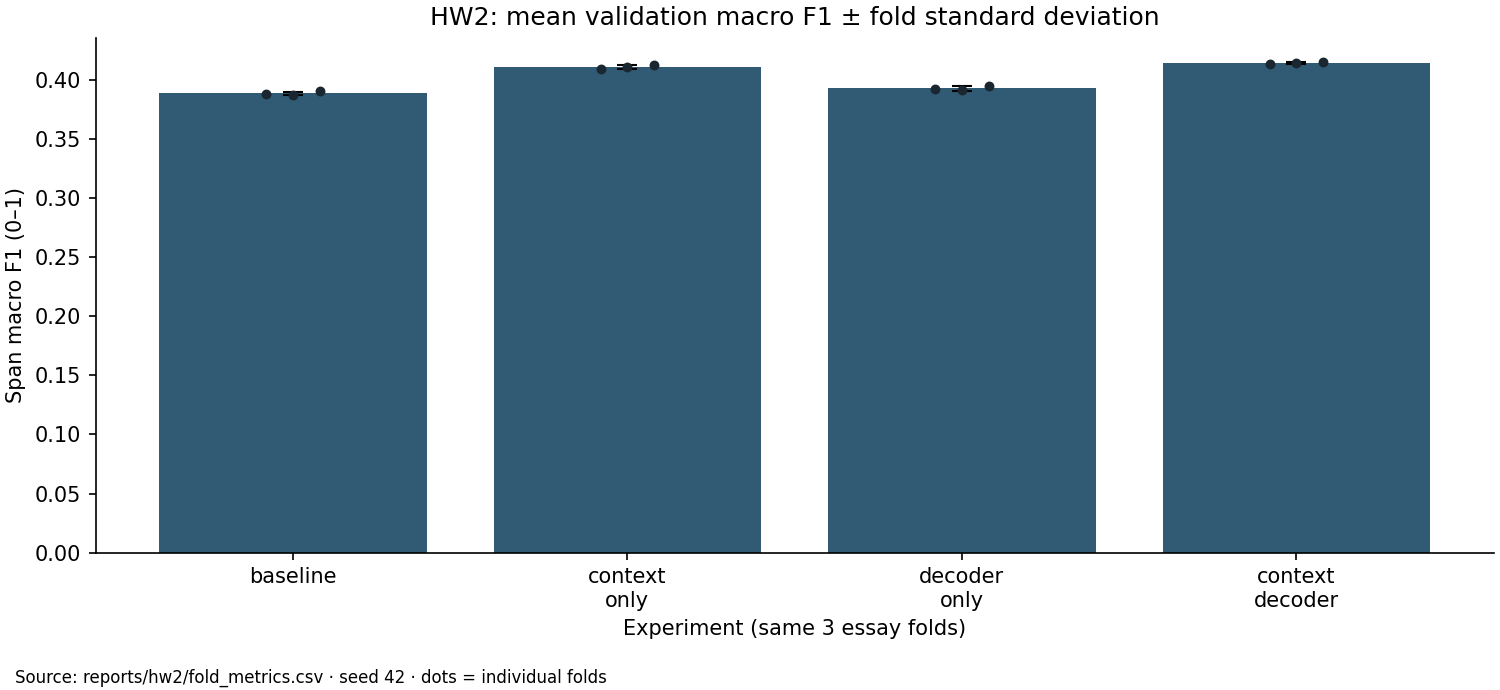 HW2: mean validation macro F1 ± fold standard deviation
Span macro F1 (0–1)
0.40
0.35
0.30
0.25
0.20
0.15
0.10
0.05
0.00
baseline
context
only
decoder
only
context
decoder
Experiment (same 3 essay folds)
Source: reports/hw2/fold_metrics.csv · seed 42 · dots = individual folds